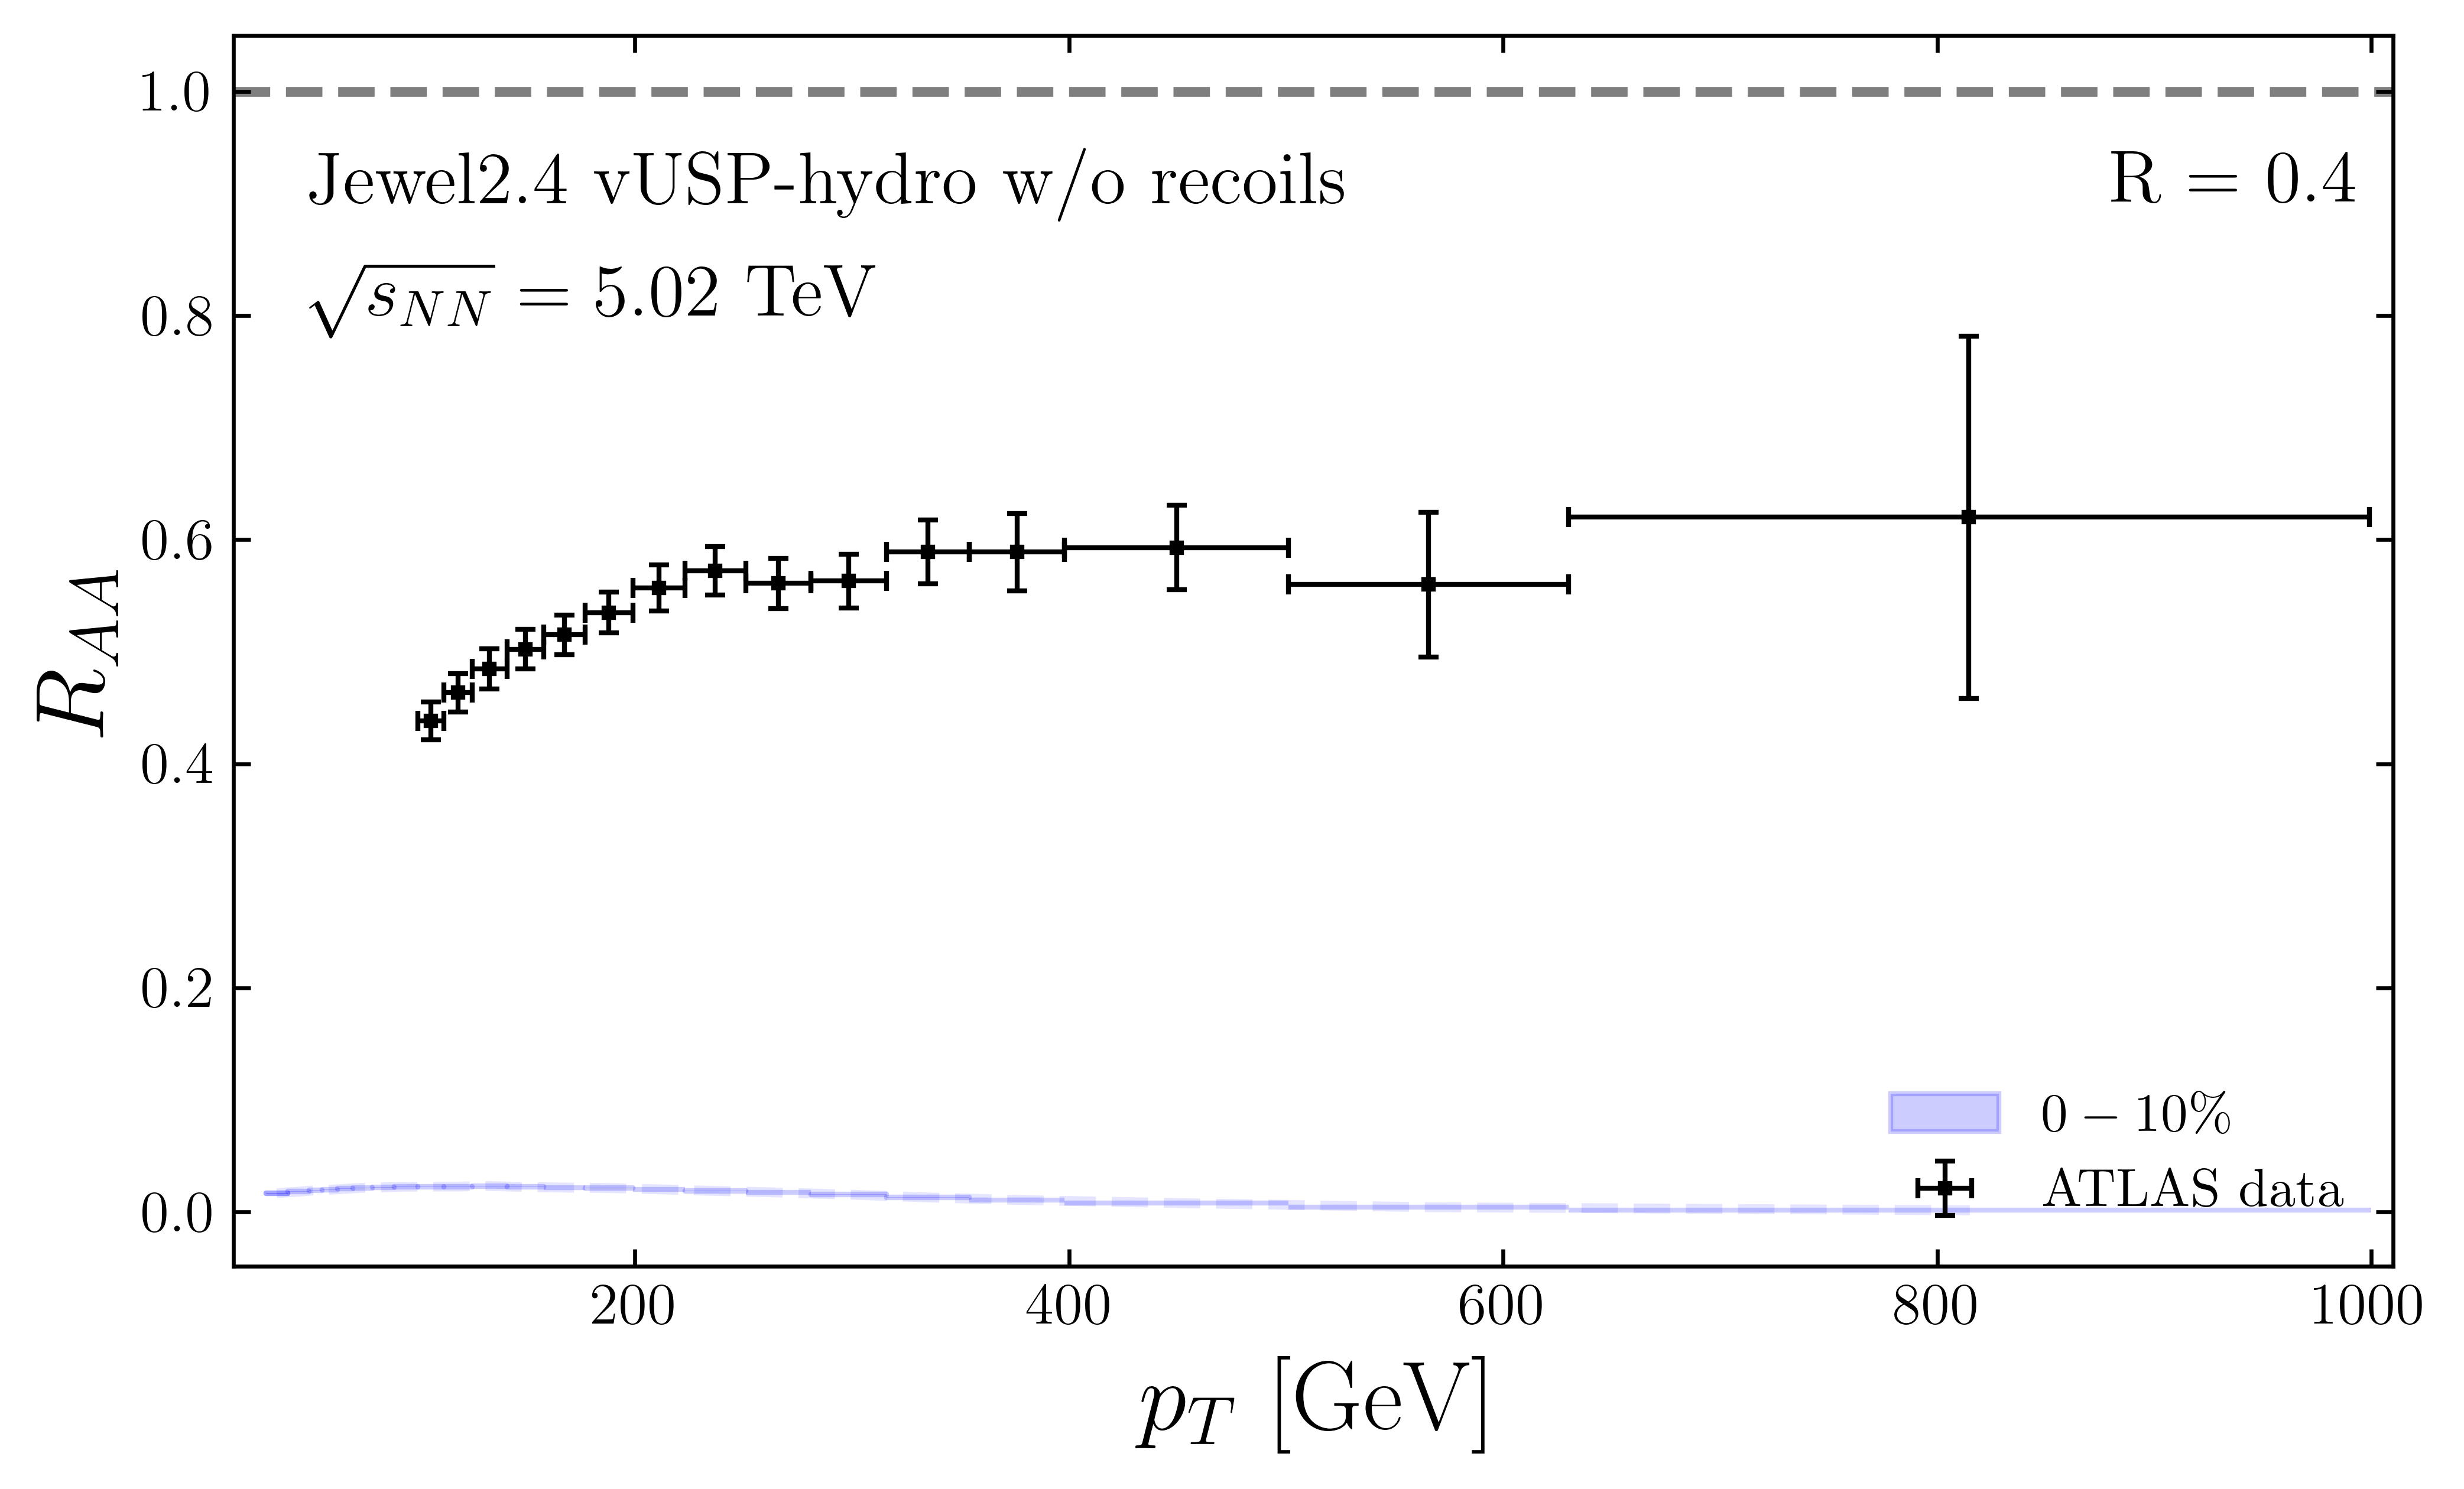 1.0
Jewel2.4 vUSP-hydro w/o recoils
R = 0.4
√s_NN = 5.02 TeV
0.8
0.6
R_AA
0.4
0.2
0 − 10%
ATLAS data
0.0
200 400 600 800 1000
p_T [GeV]